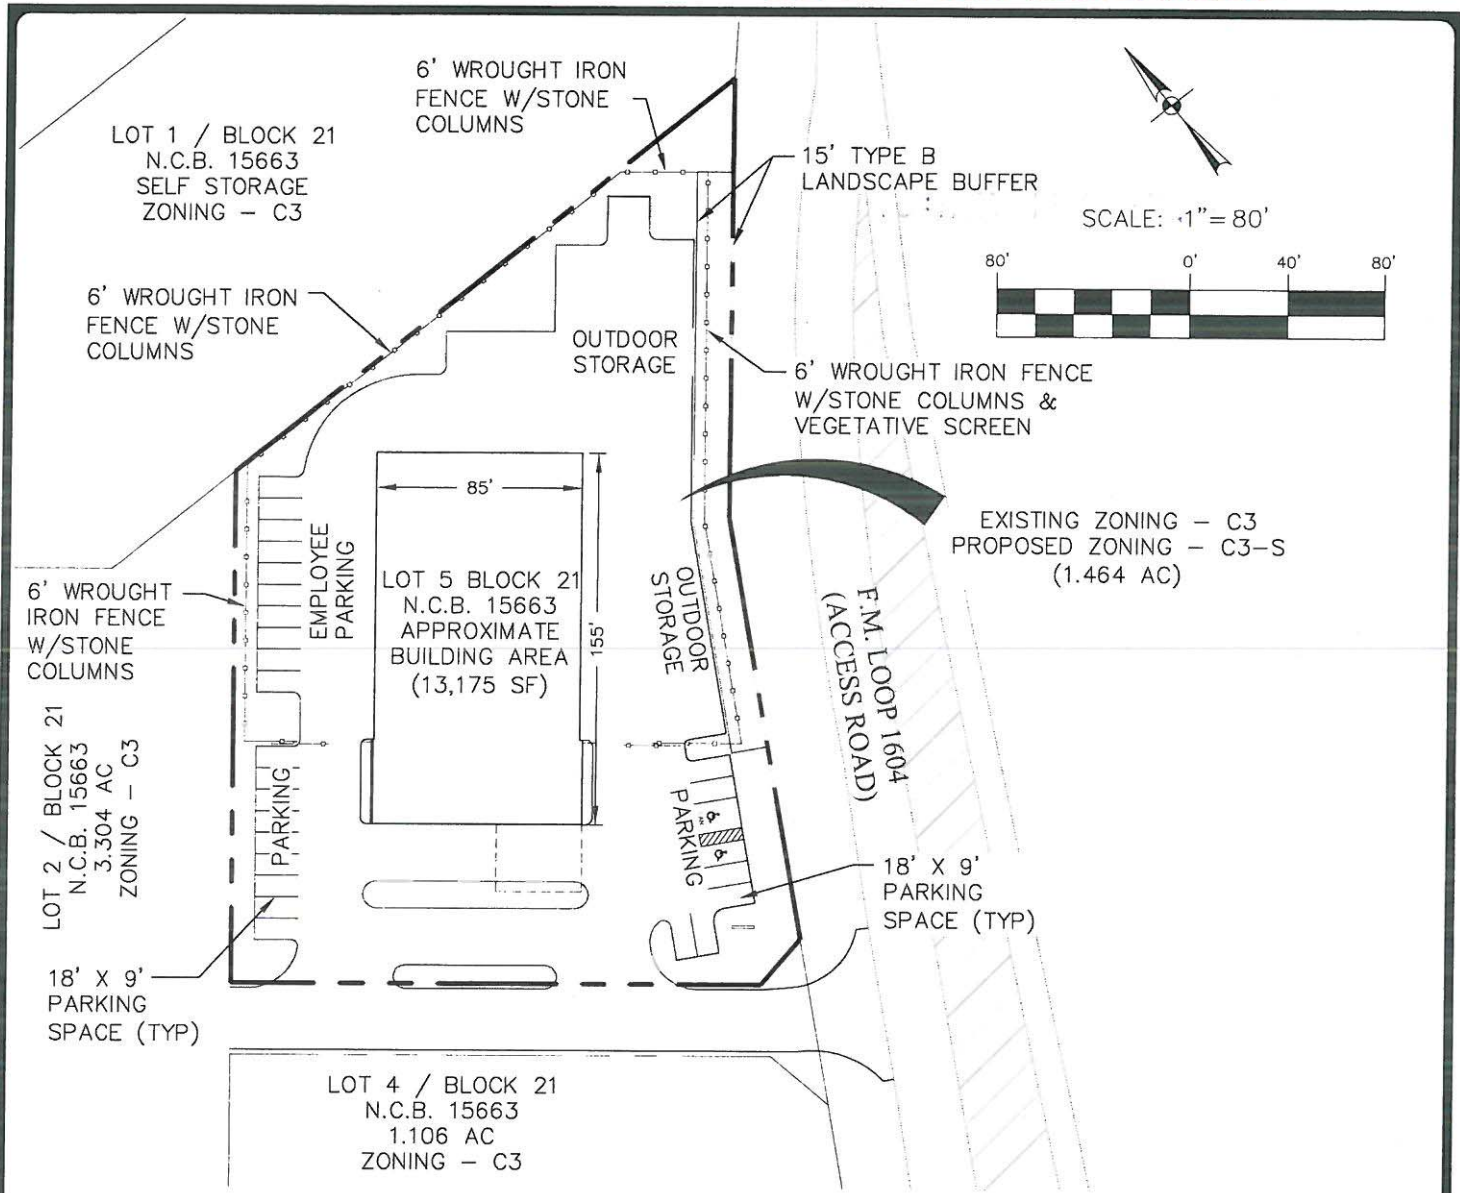 6' WROUGHT IRON
FENCE W/STONE
COLUMNS
LOT 1 / BLOCK 21
N.C.B. 15663
SELF STORAGE
ZONING - C3
15' TYPE B
LANDSCAPE BUFFER
SCALE: 1"=80'
80'
0'
40'
80'
6' WROUGHT IRON
FENCE W/STONE
COLUMNS
OUTDOOR
STORAGE
6' WROUGHT IRON FENCE
W/STONE COLUMNS &
VEGETATIVE SCREEN
85'
155'
EXISTING ZONING - C3
PROPOSED ZONING - C3-S
(1.464 AC)
EMPLOYEE
PARKING
LOT 5 BLOCK 21
N.C.B. 15663
APPROXIMATE
BUILDING AREA
(13,175 SF)
OUTDOOR
STORAGE
F.M. LOOP 1604
(ACCESS ROAD)
6' WROUGHT
IRON FENCE
W/STONE
COLUMNS
LOT 2 / BLOCK 21
N.C.B. 15663
3.304 AC
ZONING - C3
PARKING
PARKING
18' X 9'
PARKING
SPACE (TYP)
18' X 9'
PARKING
SPACE (TYP)
LOT 4 / BLOCK 21
N.C.B. 15663
1.106 AC
ZONING - C3